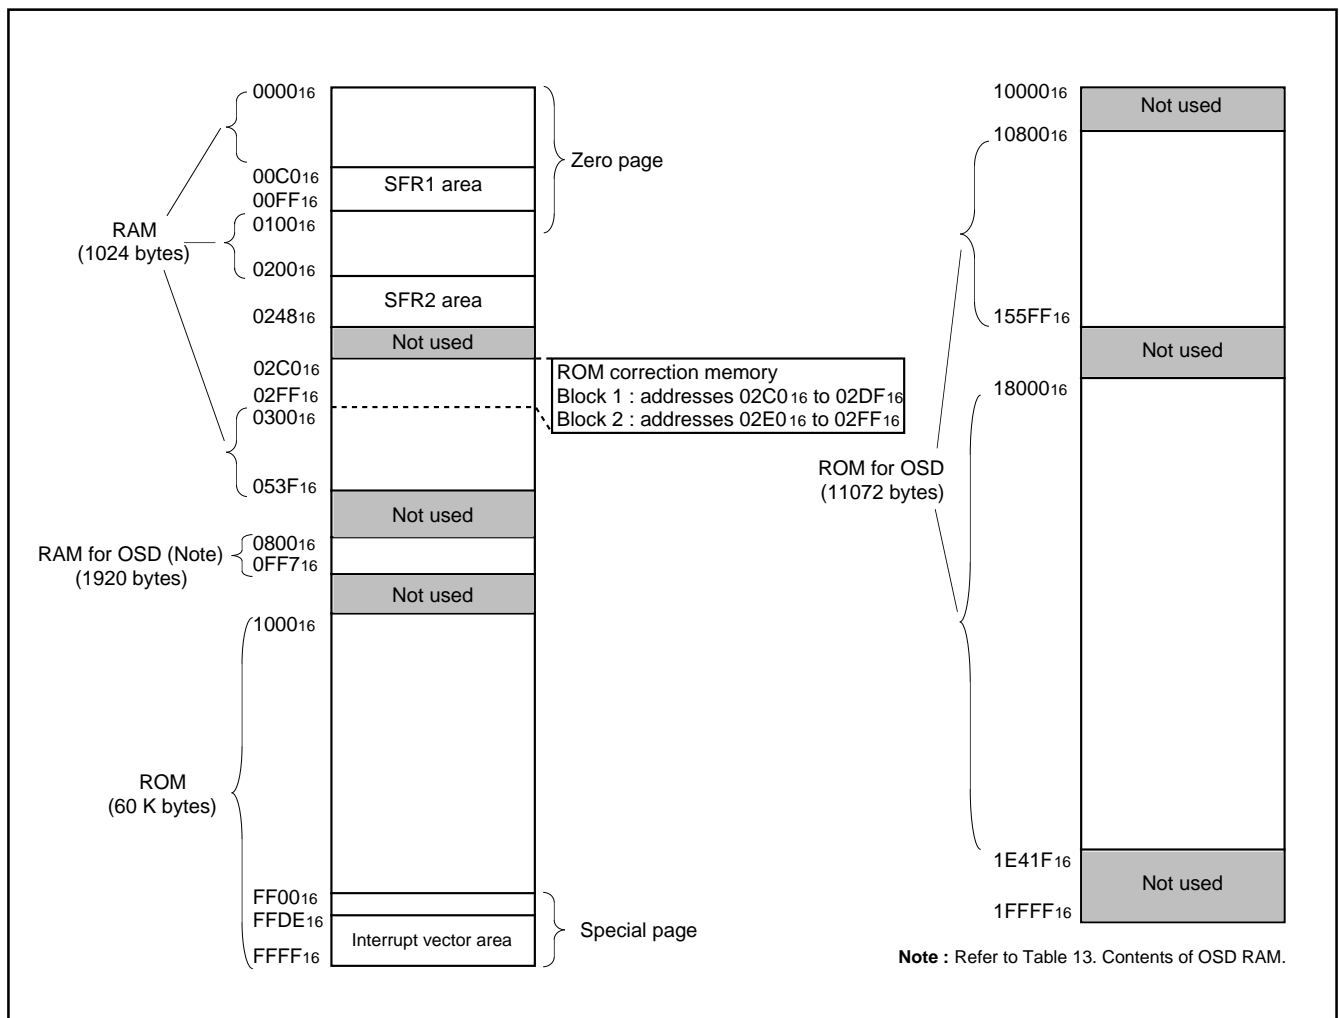 0000₁₆
00C0₁₆
SFR1 area
00FF₁₆
Zero page
0100₁₆
RAM
(1024 bytes)
0200₁₆
SFR2 area
0248₁₆
Not used
02C0₁₆
ROM correction memory
Block 1 : addresses 02C0₁₆ to 02DF₁₆
Block 2 : addresses 02E0₁₆ to 02FF₁₆
02FF₁₆
0300₁₆
053F₁₆
Not used
0800₁₆
RAM for OSD (Note)
(1920 bytes)
0FF7₁₆
Not used
1000₁₆
ROM
(60 K bytes)
FF00₁₆
FFDE₁₆
Special page
Interrupt vector area
FFFF₁₆
10000₁₆
Not used
10800₁₆
155FF₁₆
Not used
18000₁₆
ROM for OSD
(11072 bytes)
1E41F₁₆
Not used
1FFFF₁₆
Note : Refer to Table 13. Contents of OSD RAM.